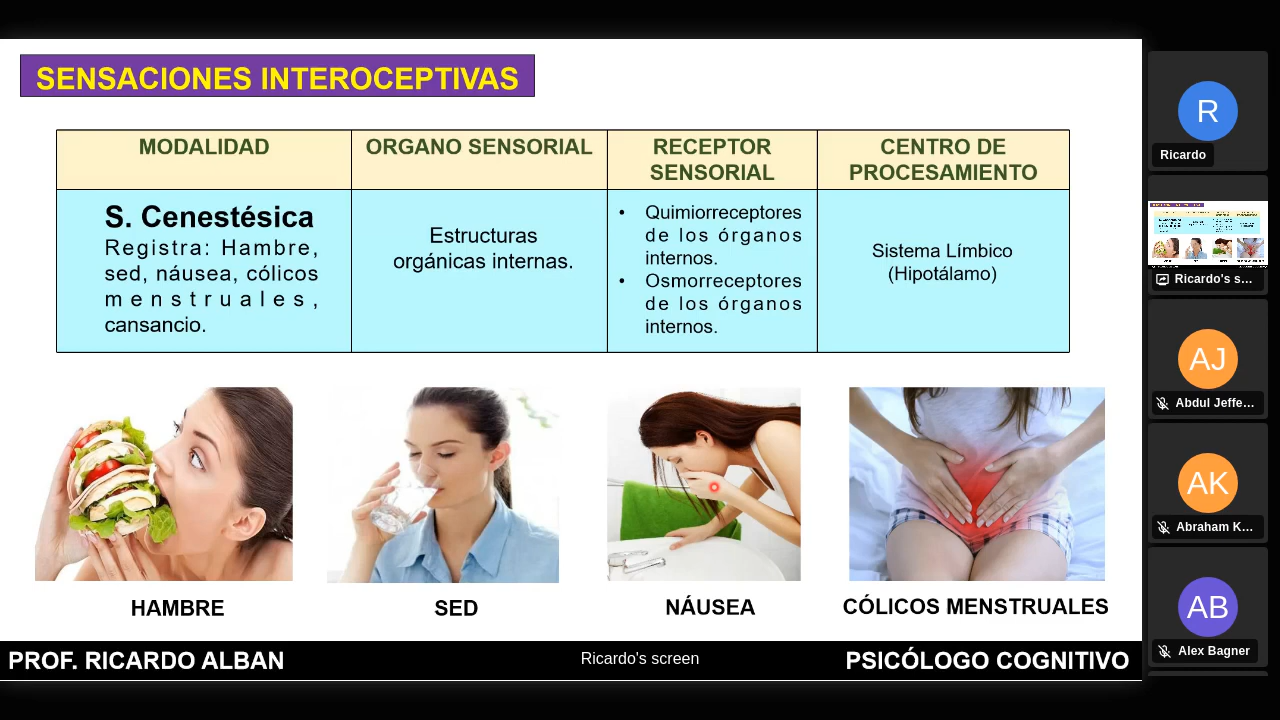 SENSACIONES INTEROCEPTIVAS
MODALIDAD
ORGANO SENSORIAL
RECEPTOR
SENSORIAL
CENTRO DE
PROCESAMIENTO
S. Cenestésica
Registra: Hambre,
sed, náusea, cólicos
menstruales,
cansancio.
Estructuras
orgánicas internas.
• Quimiorreceptores
de los órganos
internos.
• Osmorreceptores
de los órganos
internos.
Sistema Límbico
(Hipotálamo)
HAMBRE
SED
NÁUSEA
CÓLICOS MENSTRUALES
PROF. RICARDO ALBAN
Ricardo's screen
PSICÓLOGO COGNITIVO
R
Ricardo
Ricardo's s...
AJ
Abdul Jeffe...
AK
Abraham K...
AB
Alex Bagner